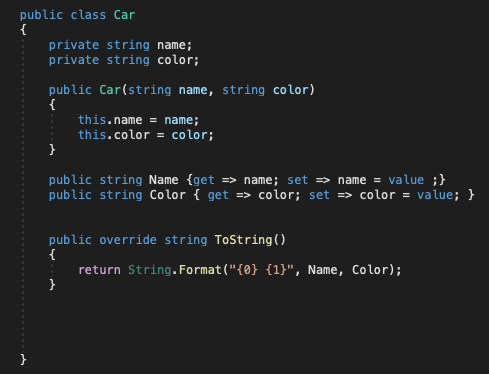 public class Car
{
    private string name;
    private string color;
    public Car(string name, string color)
    {
        this.name = name;
        this.color = color;
    }
    public string Name {get => name; set => name = value ;}
    public string Color { get => color; set => color = value; }
    public override string ToString()
    {
        return String.Format("{0} {1}", Name, Color);
    }
}